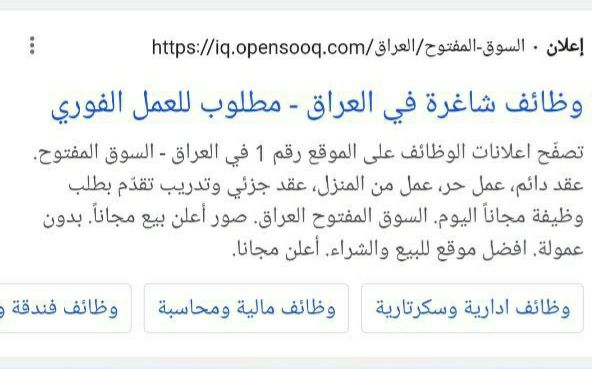 إعلان · السوق-المفتوح/العراق/https://iq.opensooq.com
وظائف شاغرة في العراق - مطلوب للعمل الفوري
تصفّح اعلانات الوظائف على الموقع رقم 1 في العراق - السوق المفتوح.
عقد دائم، عمل حر، عمل من المنزل، عقد جزئي وتدريب تقدّم بطلب
وظيفة مجاناً اليوم. السوق المفتوح العراق. صور أعلن بيع مجاناً. بدون
عمولة. افضل موقع للبيع والشراء. أعلن مجانا.
وظائف ادارية وسكرتارية وظائف مالية ومحاسبة وظائف فندقة و